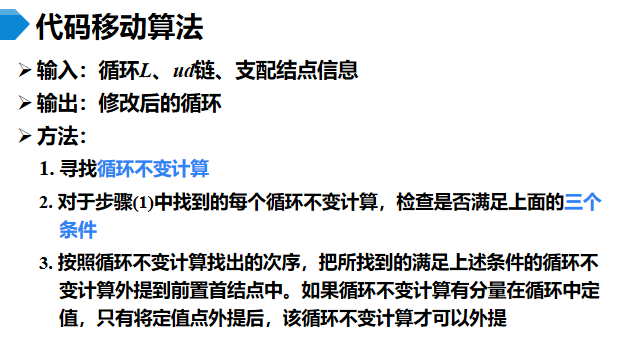 代码移动算法
➢ 输入：循环L、ud链、支配结点信息
➢ 输出：修改后的循环
➢ 方法：
1. 寻找循环不变计算
2. 对于步骤(1)中找到的每个循环不变计算，检查是否满足上面的三个
条件
3. 按照循环不变计算找出的次序，把所找到的满足上述条件的循环不
变计算外提到前置首结点中。如果循环不变计算有分量在循环中定
值，只有将定值点外提后，该循环不变计算才可以外提